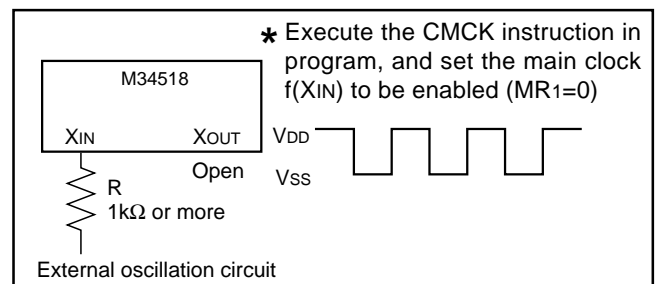 * Execute the CMCK instruction in
program, and set the main clock
f(XIN) to be enabled (MR1=0)
M34518
XIN
XOUT
VDD
VSS
Open
R
1kΩ or more
External oscillation circuit